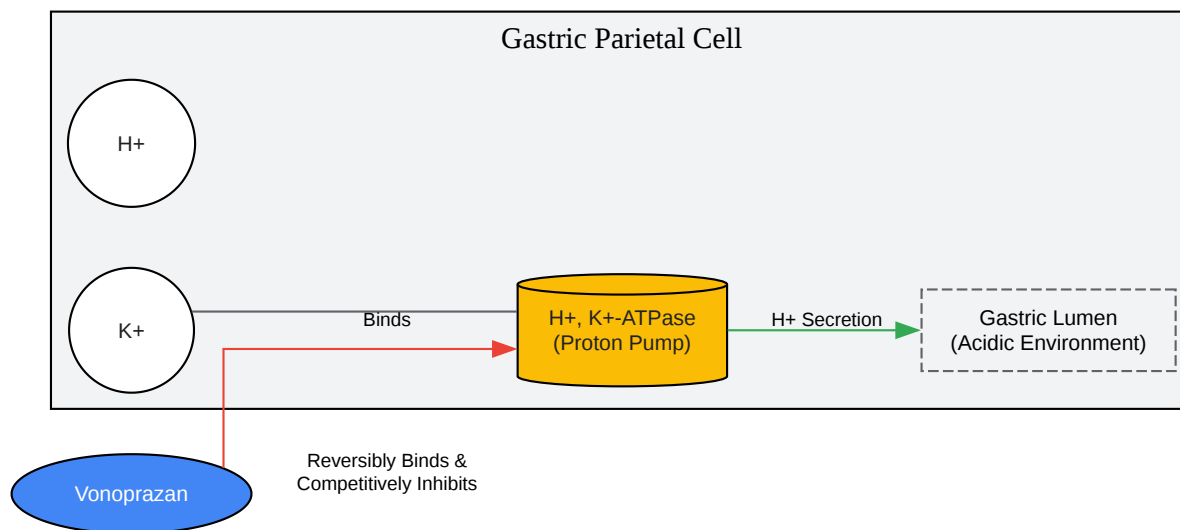 Gastric Parietal Cell
H+
K+
Binds
H+, K+-ATPase
(Proton Pump)
H+ Secretion
Gastric Lumen
(Acidic Environment)
Reversibly Binds &
Competitively Inhibits
Vonoprazan